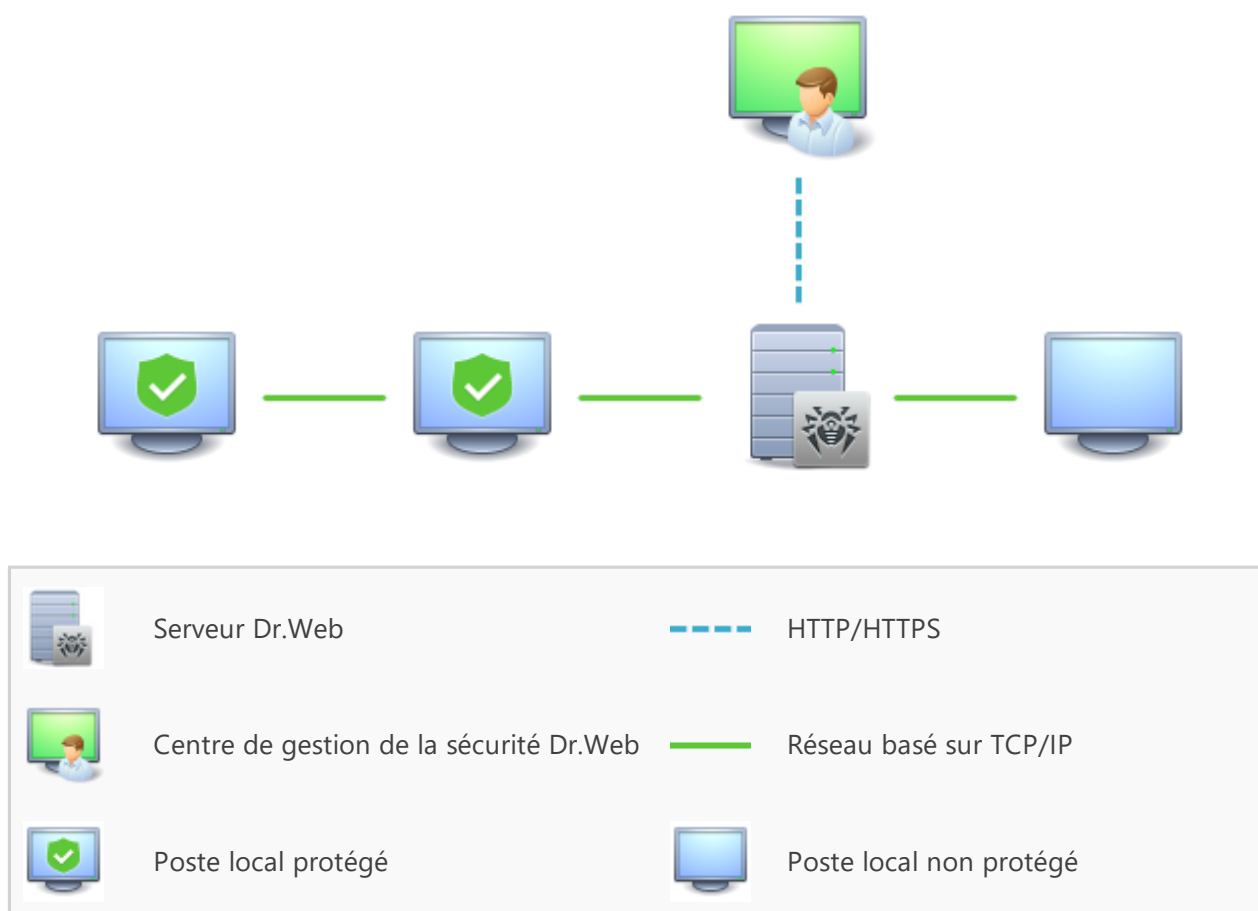 Serveur Dr.Web
HTTP/HTTPS
Centre de gestion de la sécurité Dr.Web
Réseau basé sur TCP/IP
Poste local protégé
Poste local non protégé